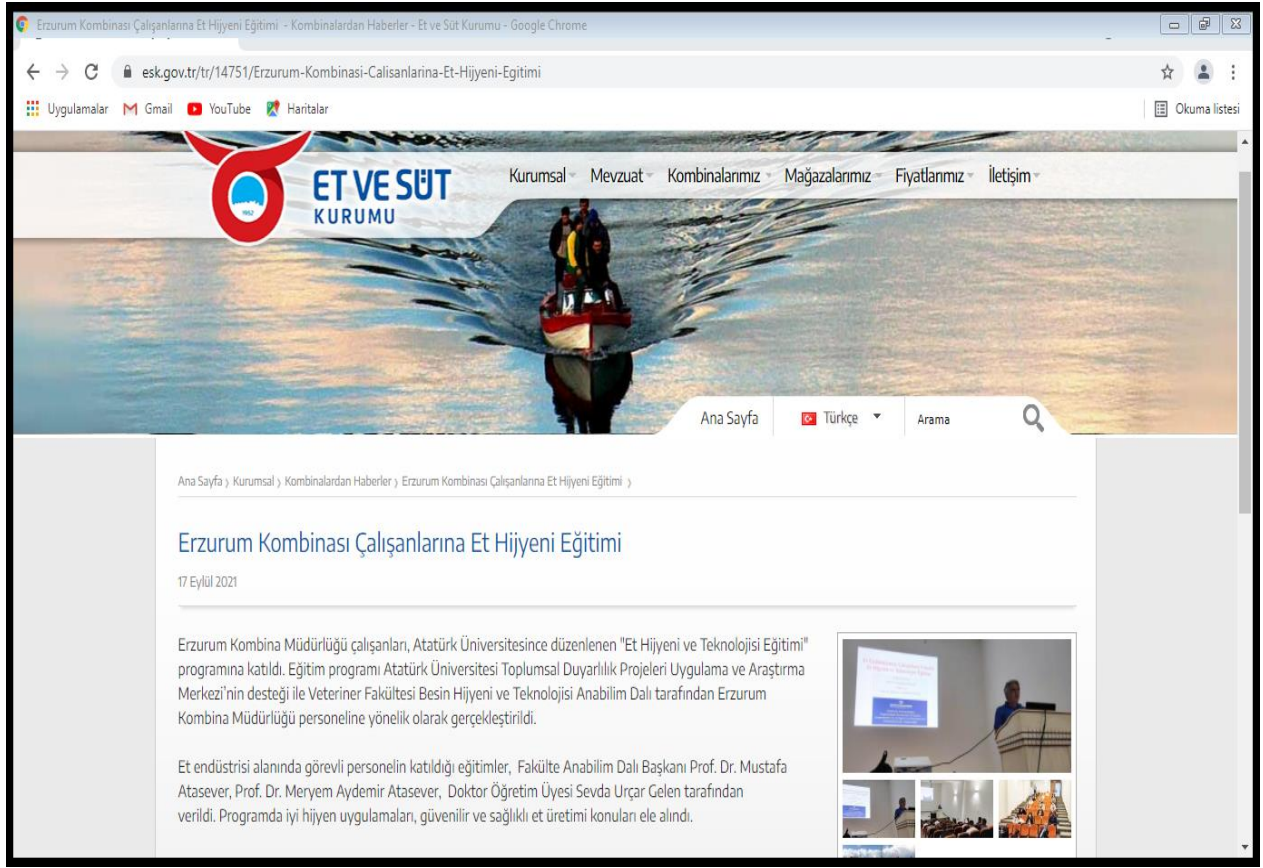 Erzurum Kombinası Çalışanlarına Et Hijyeni Eğitimi - Kombinalardan Haberler - Et ve Süt Kurumu - Google Chrome
esk.gov.tr/tr/14751/Erzurum-Kombinasi-Calisanlarina-Et-Hijyeni-Egitimi
Uygulamalar Gmail YouTube Haritalar Okuma listesi
Kurumsal Mevzuat Kombinalarımız Mağazalarımız Fiyatlarımız İletişim
ET VE SÜT
KURUMU
1952
Ana Sayfa Türkçe Arama
Ana Sayfa › Kurumsal › Kombinalardan Haberler › Erzurum Kombinası Çalışanlarına Et Hijyeni Eğitimi ›
Erzurum Kombinası Çalışanlarına Et Hijyeni Eğitimi
17 Eylül 2021
Erzurum Kombina Müdürlüğü çalışanları, Atatürk Üniversitesince düzenlenen "Et Hijyeni ve Teknolojisi Eğitimi"
programına katıldı. Eğitim programı Atatürk Üniversitesi Toplumsal Duyarlılık Projeleri Uygulama ve Araştırma
Merkezi'nin desteği ile Veteriner Fakültesi Besin Hijyeni ve Teknolojisi Anabilim Dalı tarafından Erzurum
Kombina Müdürlüğü personeline yönelik olarak gerçekleştirildi.
Et endüstrisi alanında görevli personelin katıldığı eğitimler, Fakülte Anabilim Dalı Başkanı Prof. Dr. Mustafa
Atasever, Prof. Dr. Meryem Aydemir Atasever, Doktor Öğretim Üyesi Sevda Urçar Gelen tarafından
verildi. Programda iyi hijyen uygulamaları, güvenilir ve sağlıklı et üretimi konuları ele alındı.